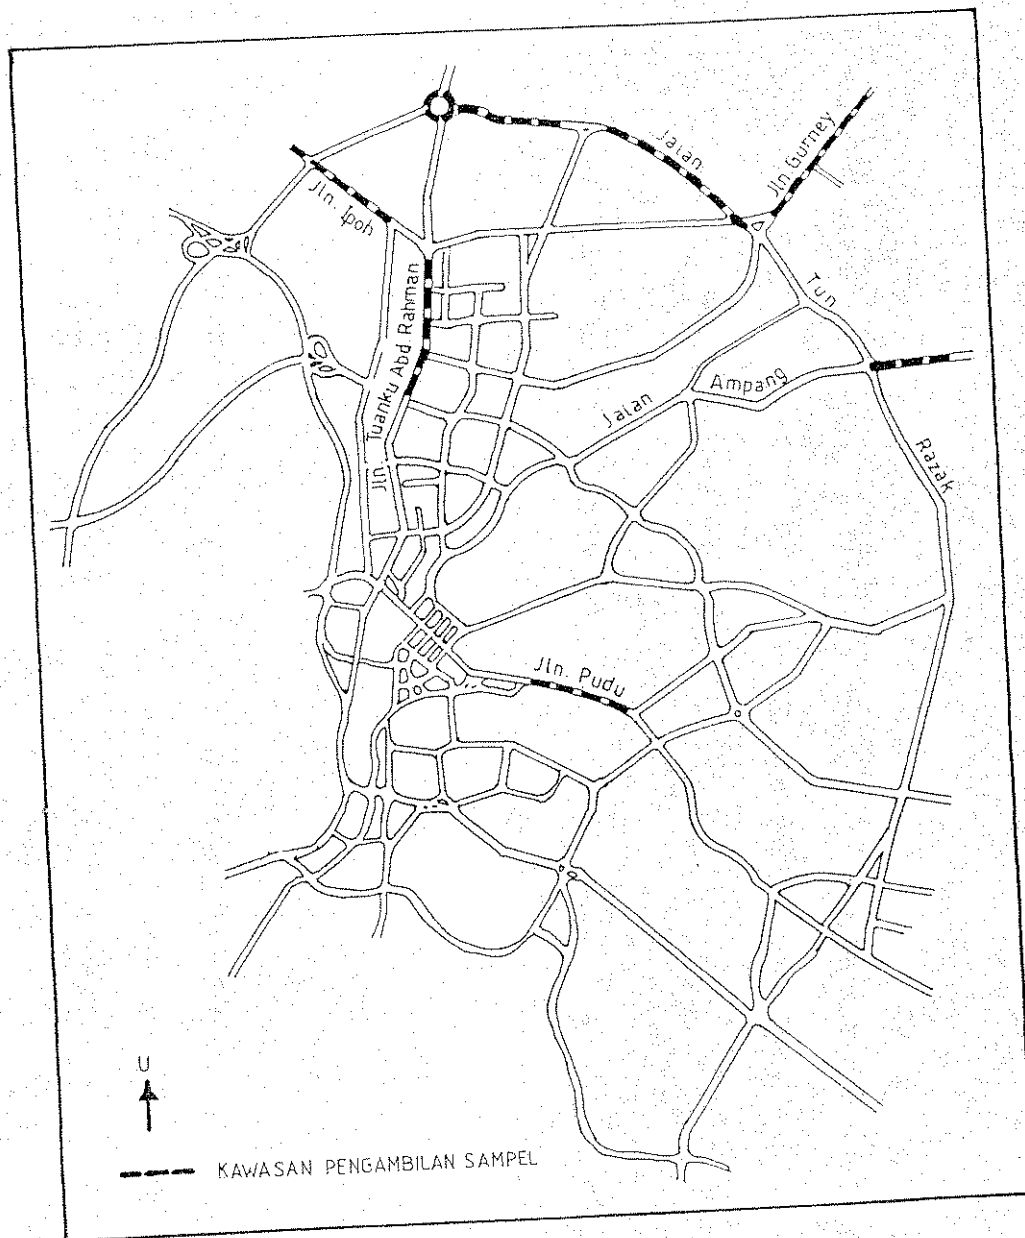 Jalan
Jln Gurney
Jln. Ipoh
Tun
Jln. Tuanku Abd Rahman
Jalan Ampang
Razak
Jln. Pudu
U
KAWASAN PENGAMBILAN SAMPEL